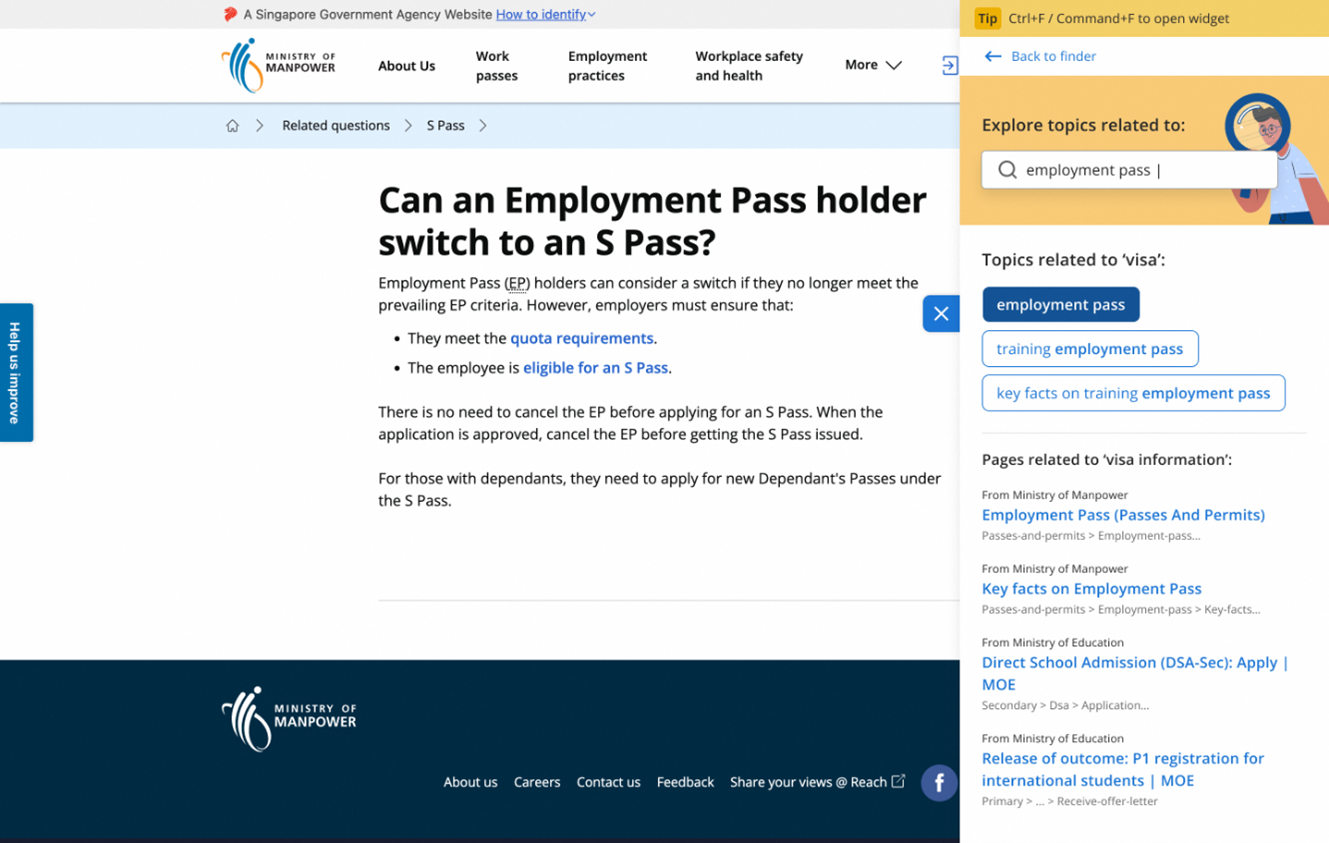 A Singapore Government Agency Website How to identify
MINISTRY OF
MANPOWER
About Us
Work
passes
Employment
practices
Workplace safety
and health
More
Related questions
S Pass
Can an Employment Pass holder
switch to an S Pass?
Employment Pass (EP) holders can consider a switch if they no longer meet the
prevailing EP criteria. However, employers must ensure that:
• They meet the quota requirements.
• The employee is eligible for an S Pass.
There is no need to cancel the EP before applying for an S Pass. When the
application is approved, cancel the EP before getting the S Pass issued.
For those with dependants, they need to apply for new Dependant's Passes under
the S Pass.
Help us improve
MINISTRY OF
MANPOWER
About us Careers Contact us Feedback Share your views @ Reach
Tip Ctrl+F / Command+F to open widget
Back to finder
Explore topics related to:
employment pass |
Topics related to ‘visa’:
employment pass
training employment pass
key facts on training employment pass
Pages related to ‘visa information’:
From Ministry of Manpower
Employment Pass (Passes And Permits)
Passes-and-permits > Employment-pass...
From Ministry of Manpower
Key facts on Employment Pass
Passes-and-permits > Employment-pass > Key-facts...
From Ministry of Education
Direct School Admission (DSA-Sec): Apply |
MOE
Secondary > Dsa > Application...
From Ministry of Education
Release of outcome: P1 registration for
international students | MOE
Primary > ... > Receive-offer-letter